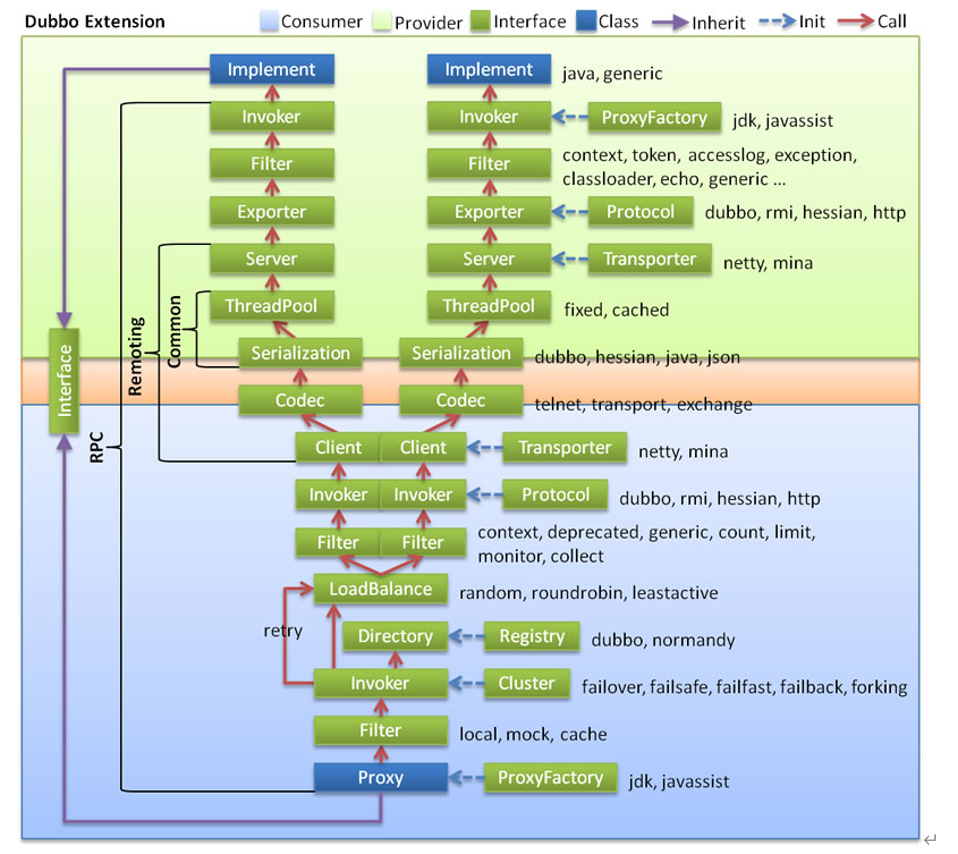 Dubbo Extension
Consumer
Provider
Interface
Class
Inherit
Init
Call
Implement
Implement
java, generic
Invoker
Invoker
ProxyFactory
jdk, javassist
Filter
Filter
context, token, accesslog, exception,
classloader, echo, generic ...
Exporter
Exporter
Protocol
dubbo, rmi, hessian, http
Server
Server
Transporter
netty, mina
ThreadPool
ThreadPool
fixed, cached
Common
Remoting
RPC
Interface
Serialization
Serialization
dubbo, hessian, java, json
Codec
Codec
telnet, transport, exchange
Client
Client
Transporter
netty, mina
Invoker
Invoker
Protocol
dubbo, rmi, hessian, http
Filter
Filter
context, deprecated, generic, count, limit,
monitor, collect
LoadBalance
random, roundrobin, leastactive
retry
Directory
Registry
dubbo, normandy
Invoker
Cluster
failover, failsafe, failfast, failback, forking
Filter
local, mock, cache
Proxy
ProxyFactory
jdk, javassist